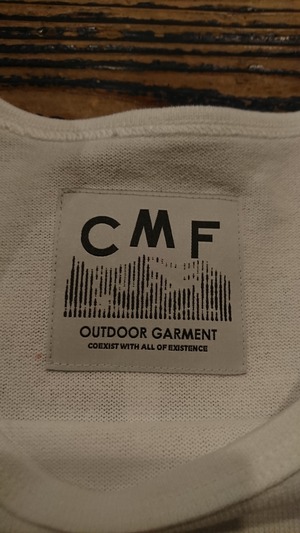 CMF
OUTDOOR GARMENT
COEXIST WITH ALL OF EXISTENCE